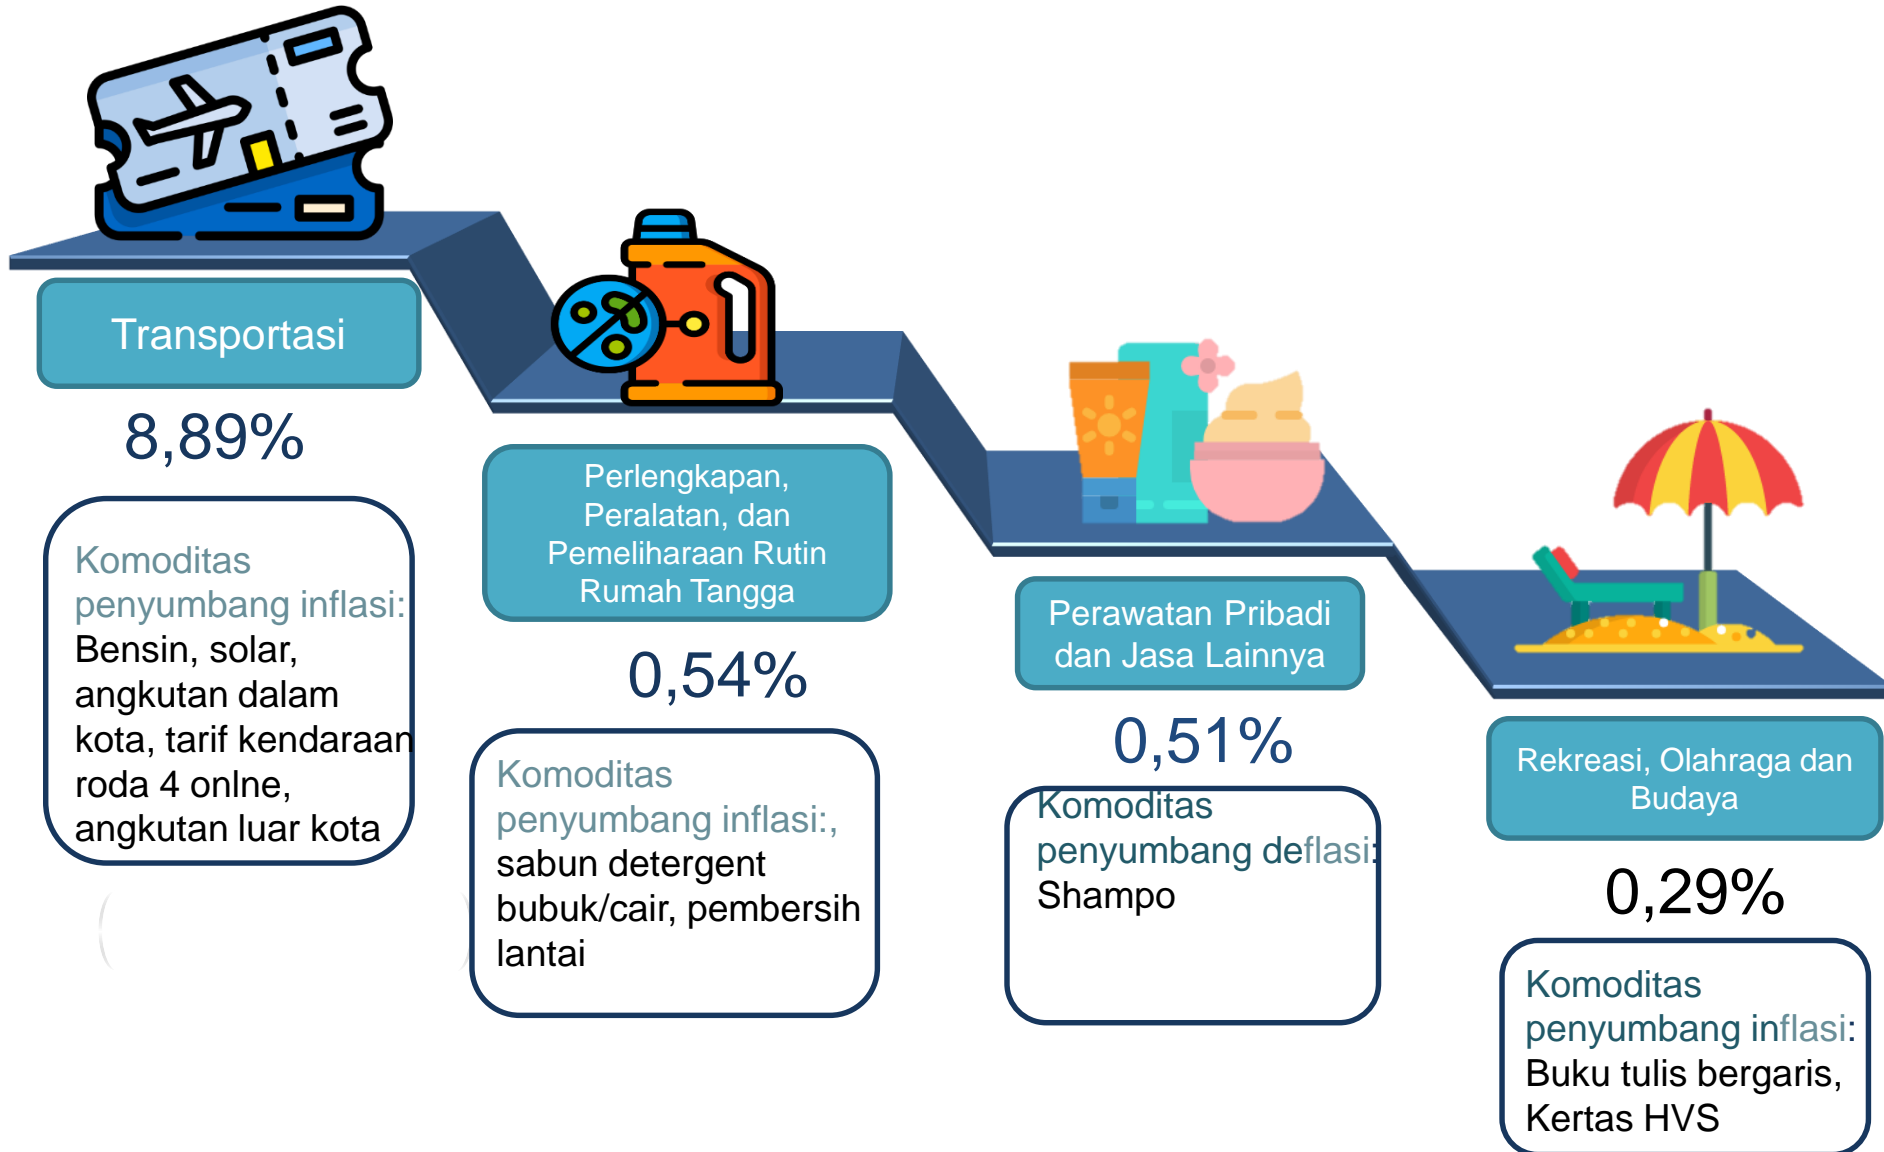 Transportasi
8,89%
Komoditas
penyumbang inflasi:
Bensin, solar,
angkutan dalam
kota, tarif kendaraan
roda 4 onlne,
angkutan luar kota
Perlengkapan,
Peralatan, dan
Pemeliharaan Rutin
Rumah Tangga
0,54%
Komoditas
penyumbang inflasi:,
sabun detergent
bubuk/cair, pembersih
lantai
Perawatan Pribadi
dan Jasa Lainnya
0,51%
Komoditas
penyumbang deflasi:
Shampo
Rekreasi, Olahraga dan
Budaya
0,29%
Komoditas
penyumbang inflasi:
Buku tulis bergaris,
Kertas HVS